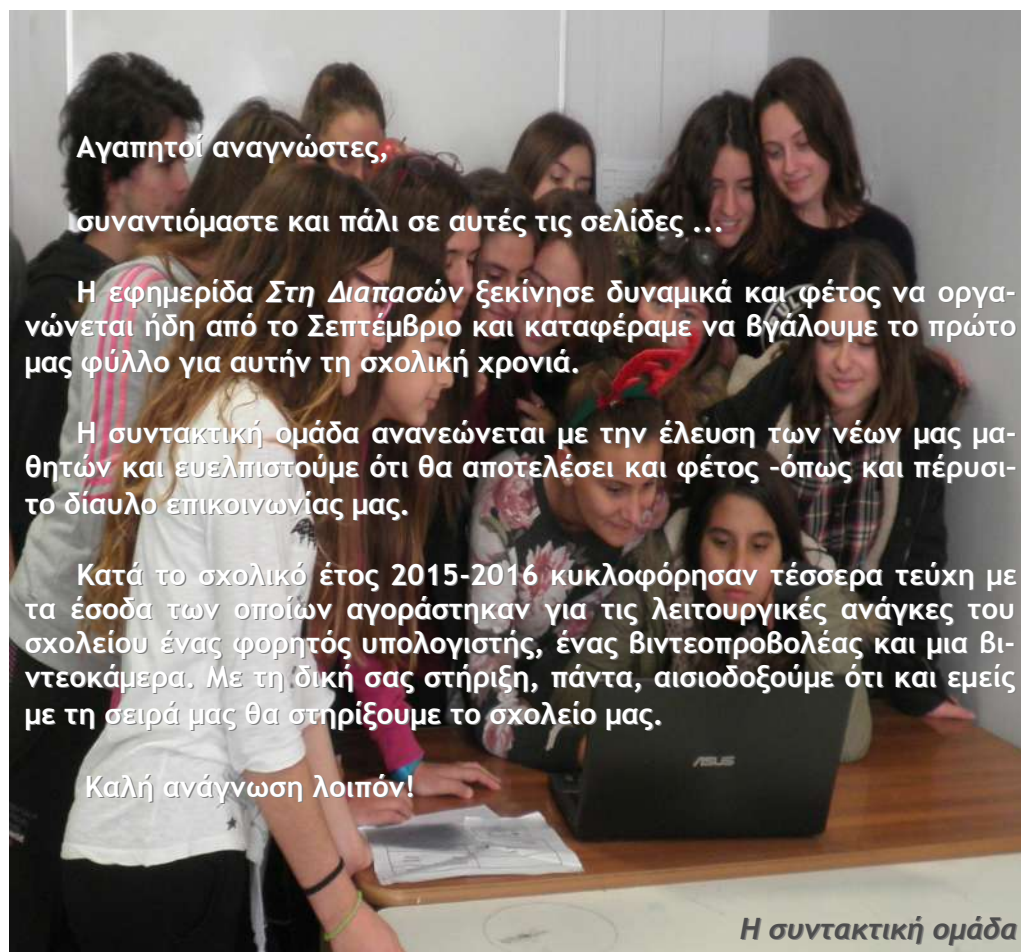 Αγαπητοί αναγνώστες,
συναντιόμαστε και πάλι σε αυτές τις σελίδες ...
Η εφημερίδα Στη Διαπασών ξεκίνησε δυναμικά και φέτος να οργα-
νώνεται ήδη από το Σεπτέμβριο και καταφέραμε να βγάλουμε το πρώτο
μας φύλλο για αυτήν τη σχολική χρονιά.
Η συντακτική ομάδα ανανεώνεται με την έλευση των νέων μας μα-
θητών και ευελπιστούμε ότι θα αποτελέσει και φέτος -όπως και πέρυσι-
το δίαυλο επικοινωνίας μας.
Κατά το σχολικό έτος 2015-2016 κυκλοφόρησαν τέσσερα τεύχη με
τα έσοδα των οποίων αγοράστηκαν για τις λειτουργικές ανάγκες του
σχολείου ένας φορητός υπολογιστής, ένας βιντεοπροβολέας και μια βι-
ντεοκάμερα. Με τη δική σας στήριξη, πάντα, αισιοδοξούμε ότι και εμείς
με τη σειρά μας θα στηρίξουμε το σχολείο μας.
ASUS
Καλή ανάγνωση λοιπόν!
Η συντακτική ομάδα